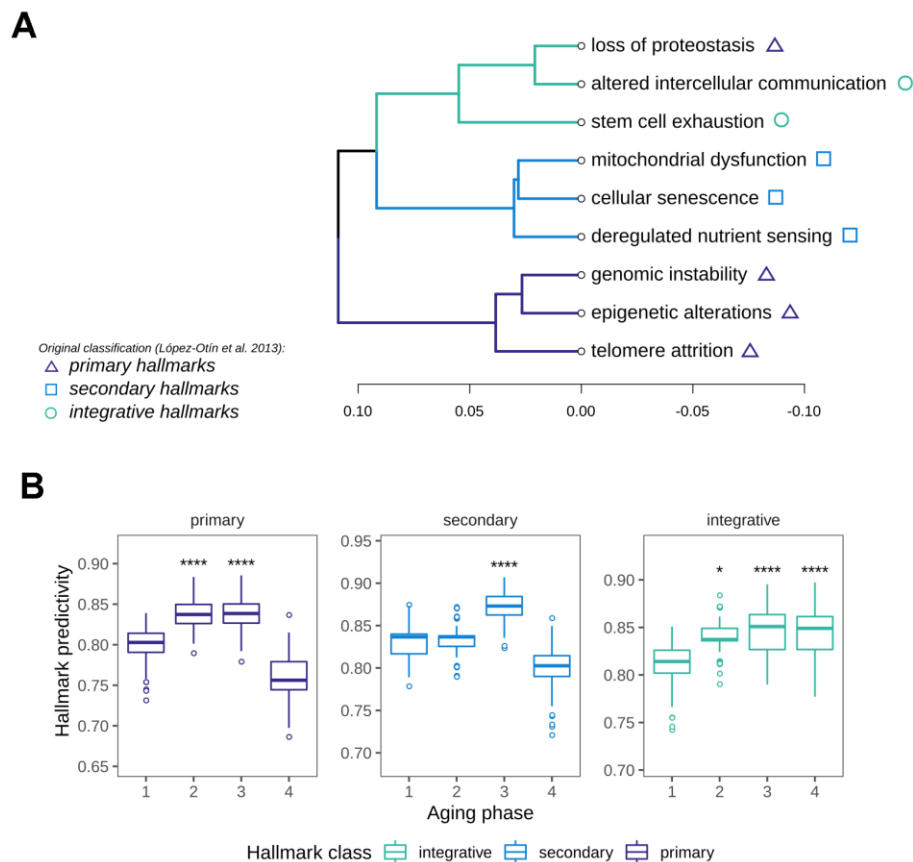 A
loss of proteostasis
altered intercellular communication
stem cell exhaustion
mitochondrial dysfunction
cellular senescence
deregulated nutrient sensing
genomic instability
epigenetic alterations
telomere attrition
Original classification (López-Otín et al. 2013):
primary hallmarks
secondary hallmarks
integrative hallmarks
0.10 0.05 0.00 -0.05 -0.10
B
primary secondary integrative
Hallmark predictivity
0.90
0.85
0.80
0.75
0.70
0.65
**** ****
1 2 3 4
0.95
0.90
0.85
0.80
0.75
0.70
****
1 2 3 4
0.90
0.85
0.80
0.75
0.70
* **** ****
1 2 3 4
Aging phase
Hallmark class integrative secondary primary